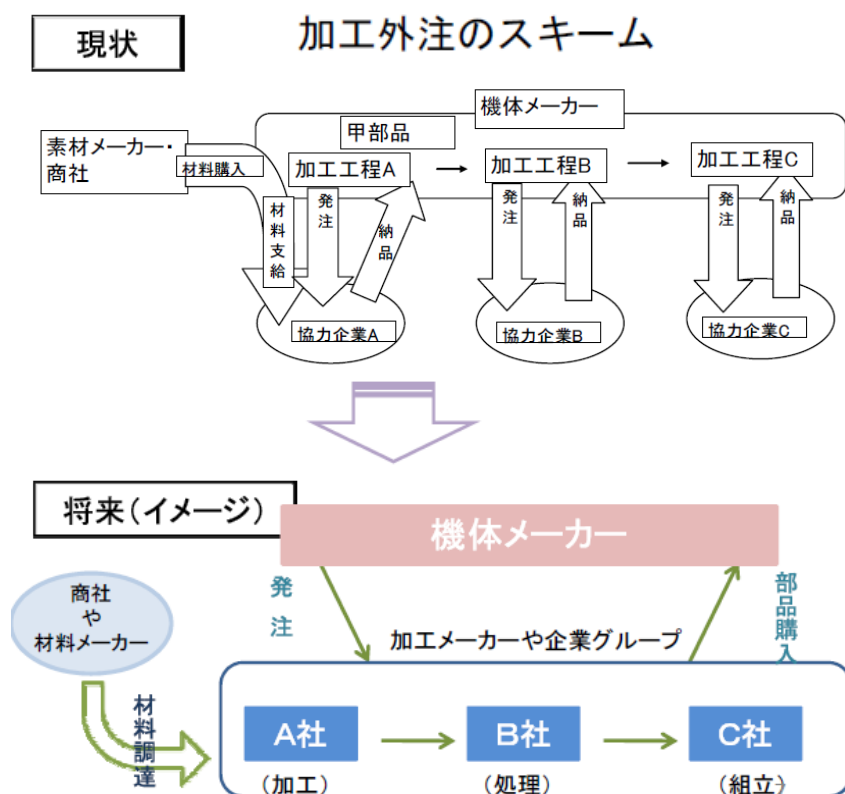 現状
加工外注のスキーム
機体メーカー
甲部品
素材メーカー・
商社
材料購入
加工工程A
加工工程B
加工工程C
材料支給
発注
納品
発注
納品
発注
納品
協力企業A
協力企業B
協力企業C
将来(イメージ)
機体メーカー
発注
部品購入
商社
や
材料メーカー
加工メーカーや企業グループ
材料調達
A社
B社
C社
(加工)
(処理)
(組立)